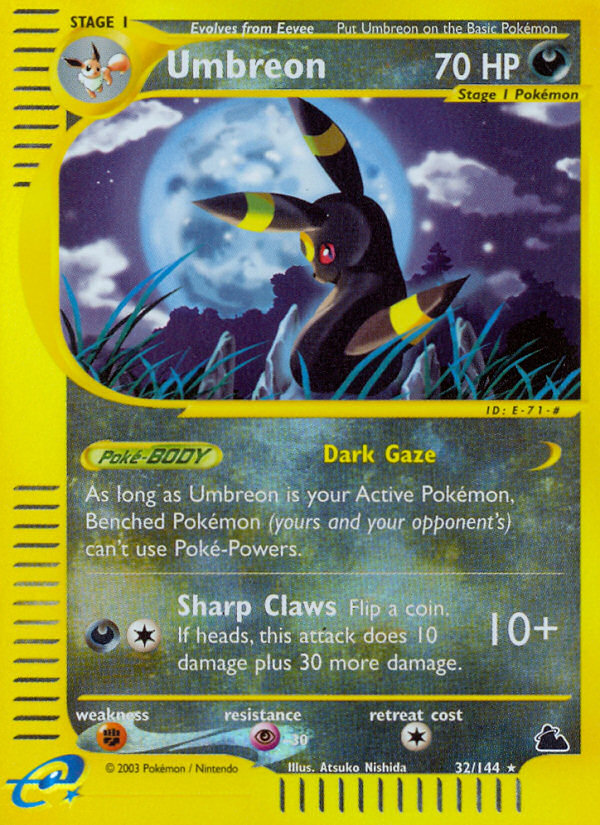 STAGE 1
Evolves from Eevee Put Umbreon on the Basic Pokémon
Umbreon 70 HP
Stage 1 Pokémon
ID: E-71-#
Poké-BODY Dark Gaze
As long as Umbreon is your Active Pokémon,
Benched Pokémon (yours and your opponent's)
can't use Poké-Powers.
Sharp Claws Flip a coin.
If heads, this attack does 10
damage plus 30 more damage.
10+
weakness resistance retreat cost
-30
© 2003 Pokémon / Nintendo Illus. Atsuko Nishida 32/144 ★
e